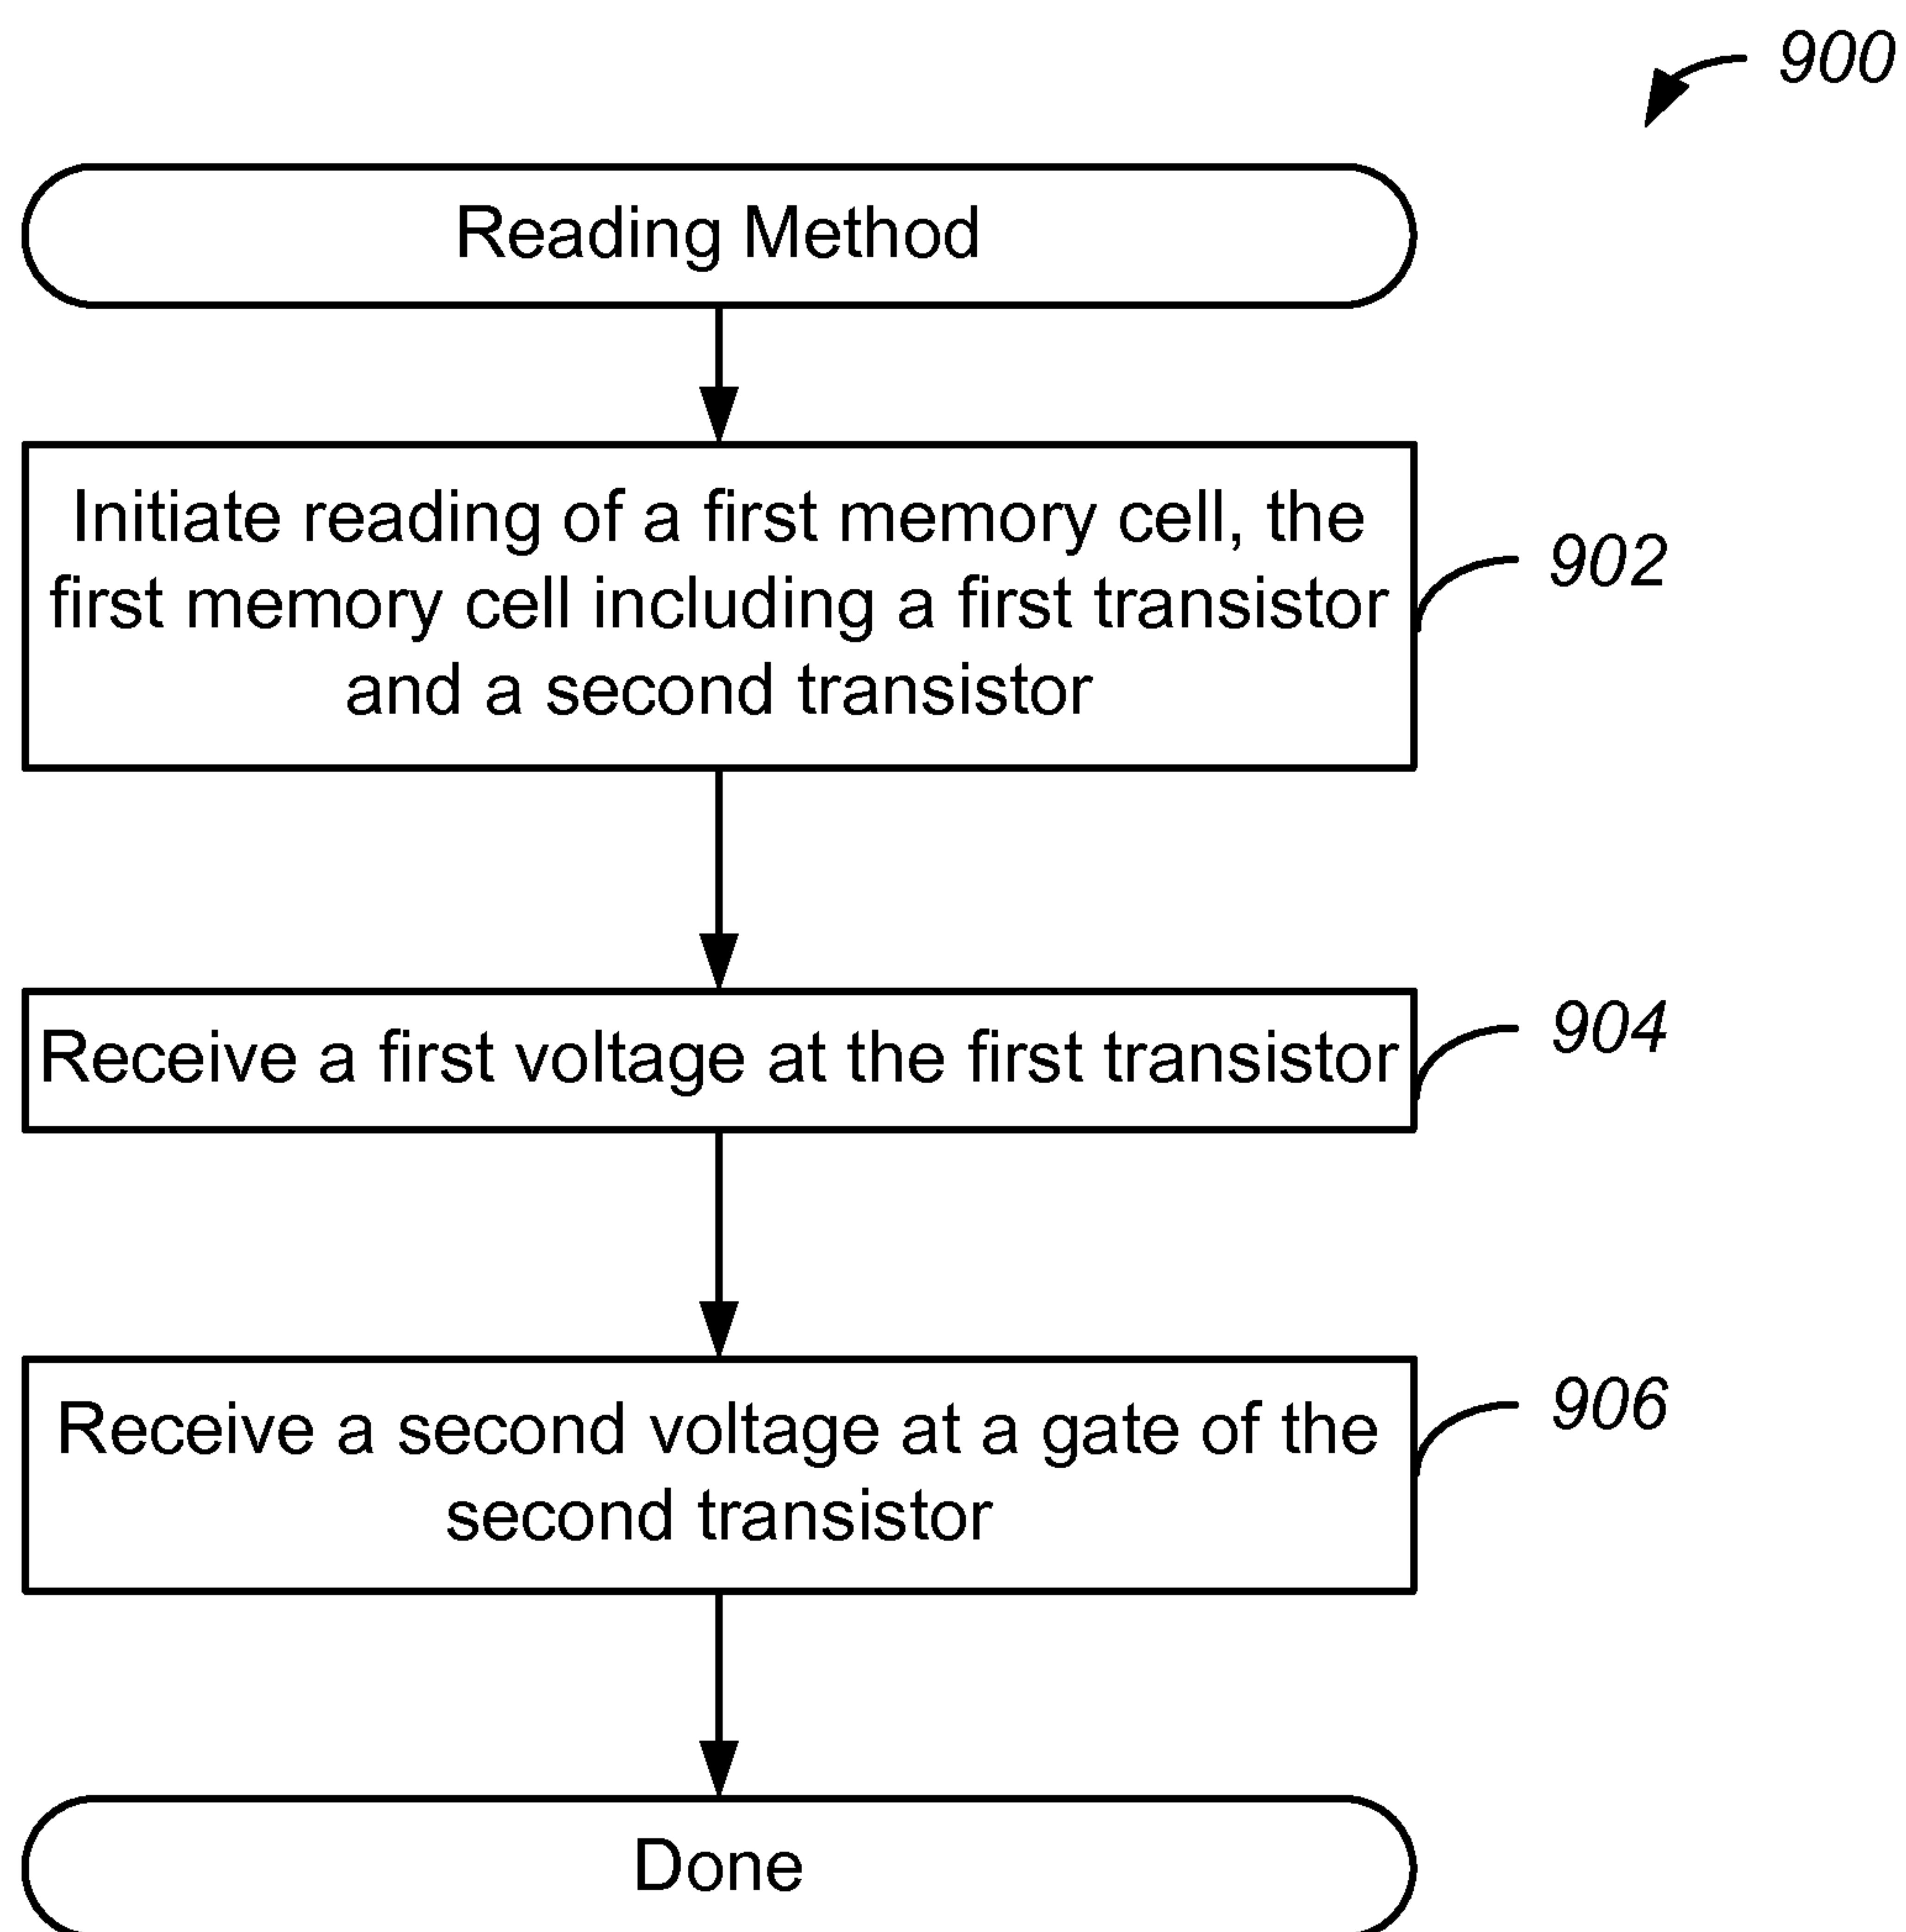 900
Reading Method
Initiate reading of a first memory cell, the
first memory cell including a first transistor
and a second transistor
902
Receive a first voltage at the first transistor
904
Receive a second voltage at a gate of the
second transistor
906
Done